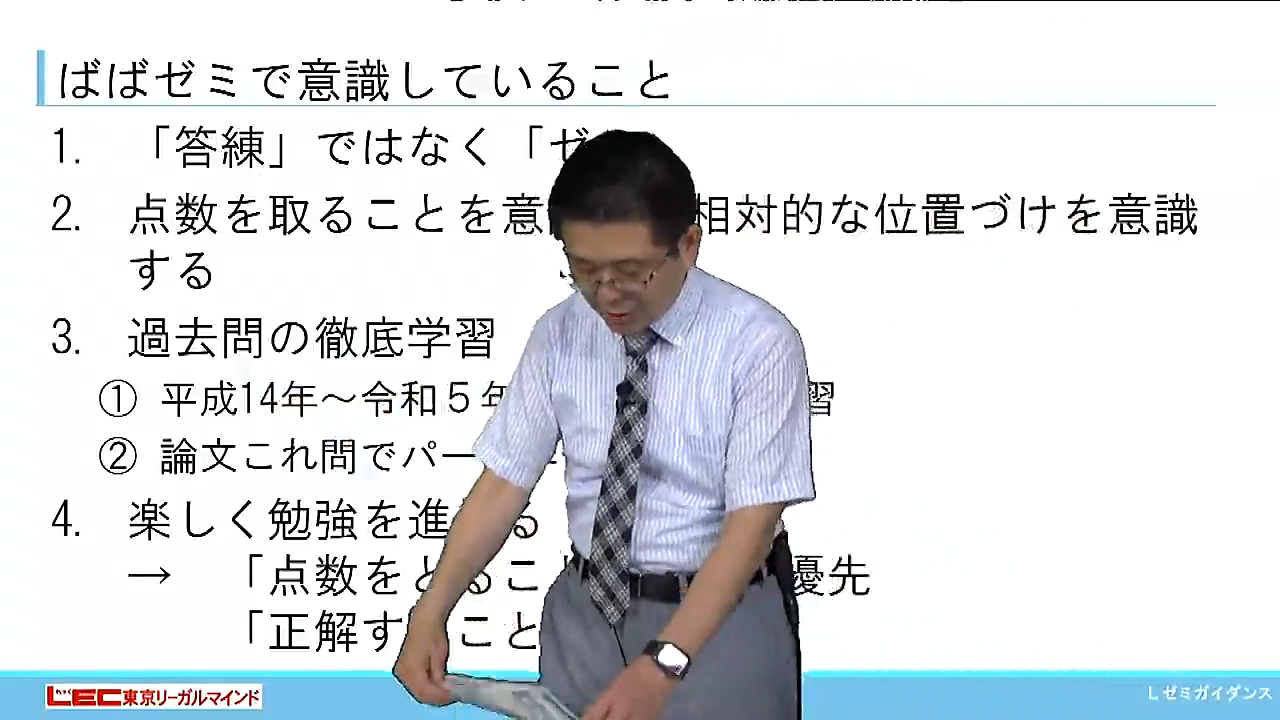 ばばゼミで意識していること
1. 「答練」ではなく「ゼ
2. 点数を取ることを意 相対的な位置づけを意識
する
3. 過去問の徹底学習
① 平成14年～令和5年 習
② 論文これ問でパー
4. 楽しく勉強を進 る
→ 「点数をとること 優先
「正解す こと
LEC東京リーガルマインド
Lゼミガイダンス